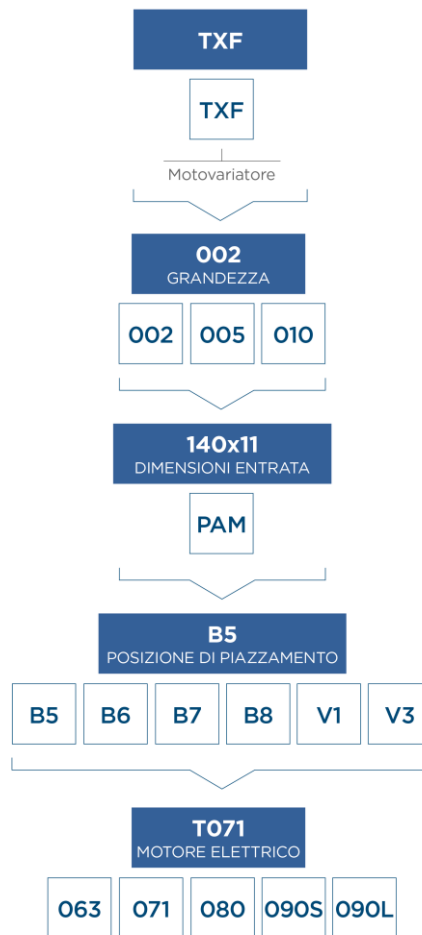 TXF
TXF
Motovariatore
002
GRANDEZZA
002 005 010
140x11
DIMENSIONI ENTRATA
PAM
B5
POSIZIONE DI PIAZZAMENTO
B5 B6 B7 B8 V1 V3
T071
MOTORE ELETTRICO
063 071 080 090S 090L